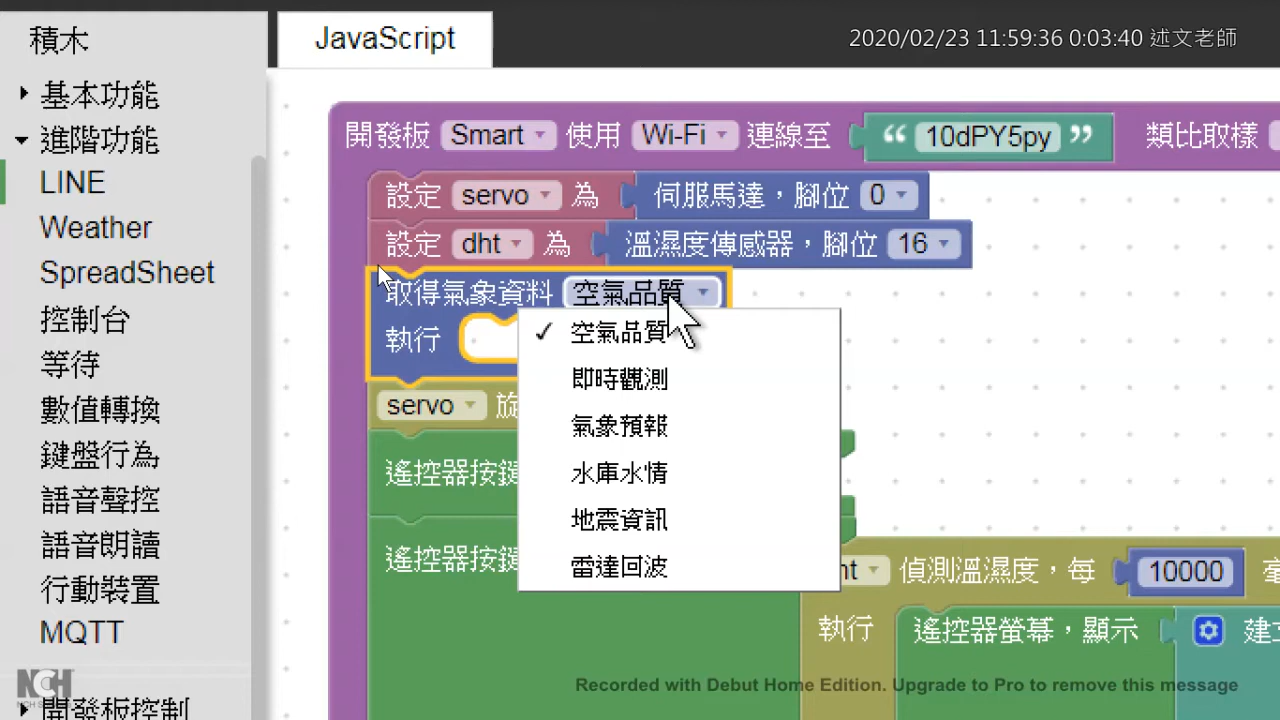 積木
JavaScript
2020/02/23 11:59:36 0:03:40 述文老師
基本功能
進階功能
LINE
Weather
SpreadSheet
控制台
等待
數值轉換
鍵盤行為
語音聲控
語音朗讀
行動裝置
MQTT
開發板控制
開發板 Smart 使用 Wi-Fi 連線至 “ 10dPY5py ” 類比取樣
設定 servo 為 伺服馬達，腳位 0
設定 dht 為 溫濕度傳感器，腳位 16
取得氣象資料 空氣品質
執行
✓ 空氣品質
即時觀測
氣象預報
水庫水情
地震資訊
雷達回波
servo 旋
遙控器按鈕
遙控器按鈕
ht 偵測溫濕度，每 10000 毫
執行 遙控器螢幕，顯示 建立
NCH
Recorded with Debut Home Edition. Upgrade to Pro to remove this message